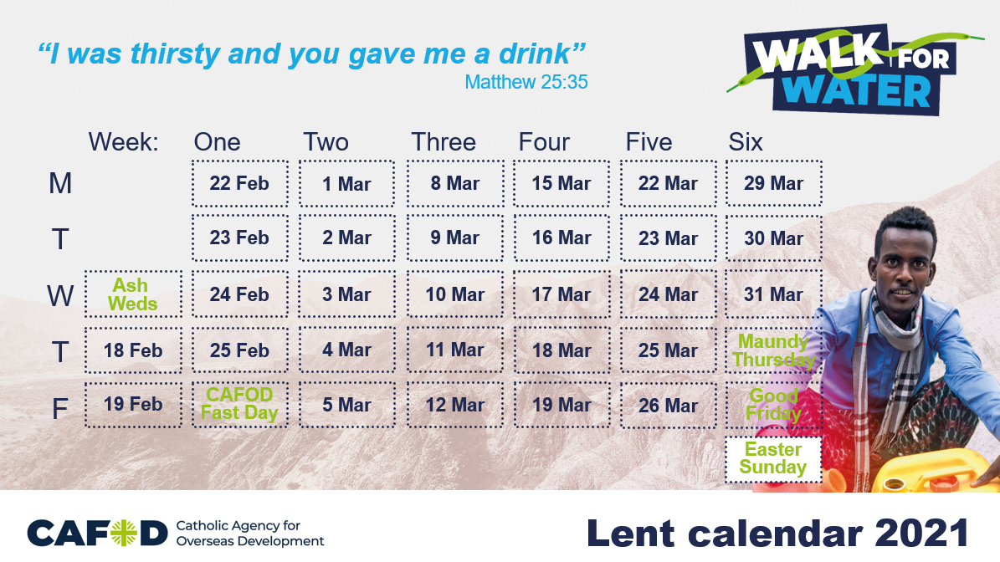 “I was thirsty and you gave me a drink”
Matthew 25:35
WALK FOR
WATER
Week: One Two Three Four Five Six
M 22 Feb 1 Mar 8 Mar 15 Mar 22 Mar 29 Mar
T 23 Feb 2 Mar 9 Mar 16 Mar 23 Mar 30 Mar
W Ash Weds 24 Feb 3 Mar 10 Mar 17 Mar 24 Mar 31 Mar
T 18 Feb 25 Feb 4 Mar 11 Mar 18 Mar 25 Mar Maundy Thursday
F 19 Feb CAFOD Fast Day 5 Mar 12 Mar 19 Mar 26 Mar Good Friday
Easter
Sunday
CAFOD Catholic Agency for
Overseas Development
Lent calendar 2021